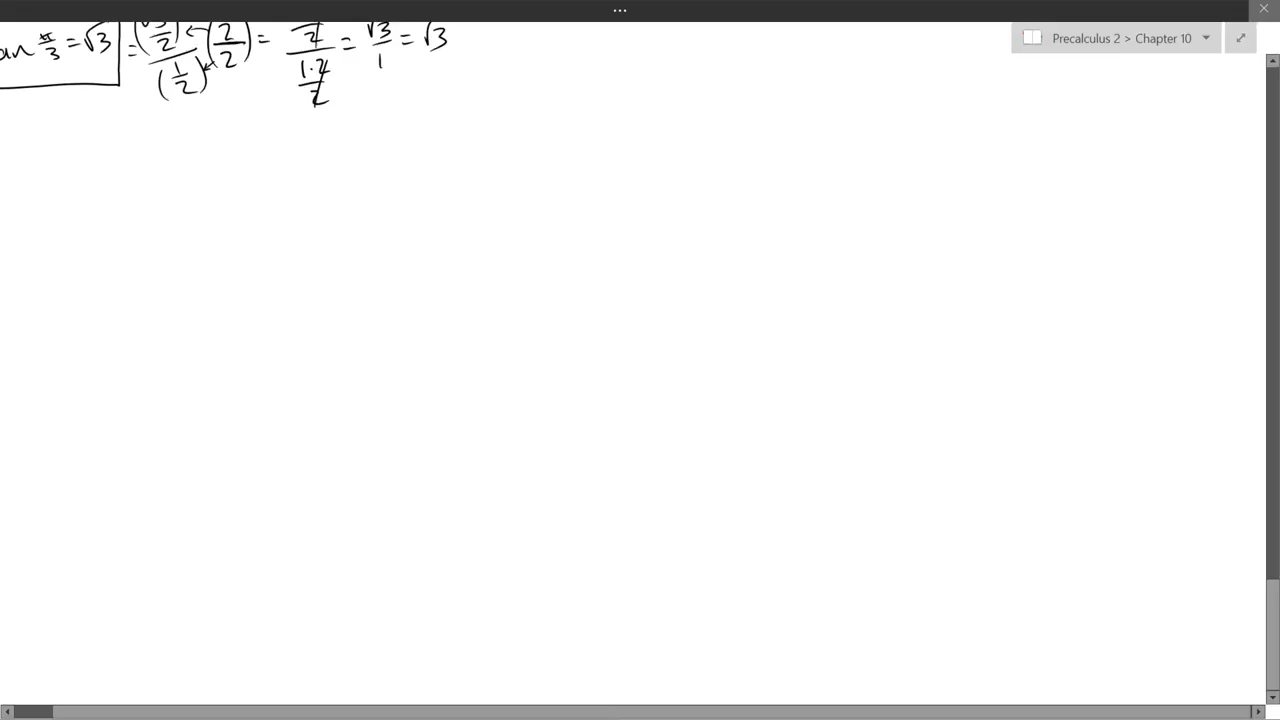 ...
Precalculus 2 > Chapter 10
an π/3 = √3 = (√3/2)/(1/2) (2/2) = 2/(1·2/2) = √3/1 = √3